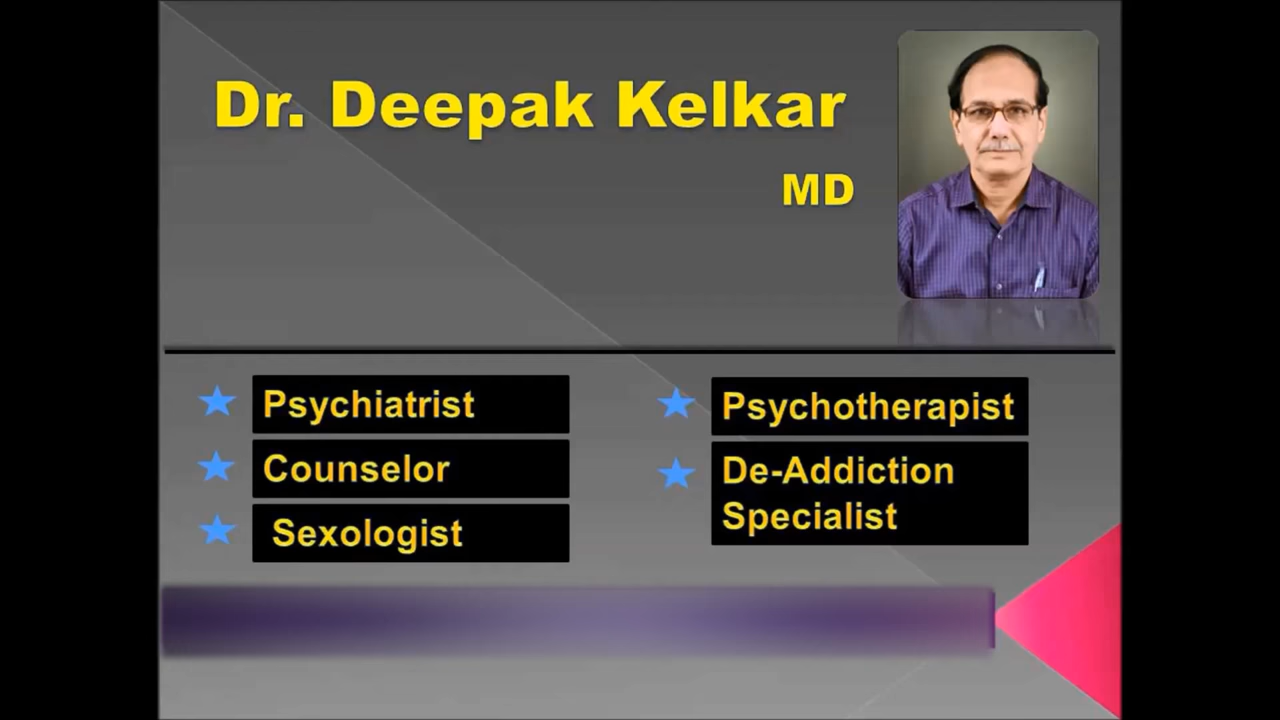 Dr. Deepak Kelkar
MD
Psychiatrist
Counselor
Sexologist
Psychotherapist
De-Addiction
Specialist